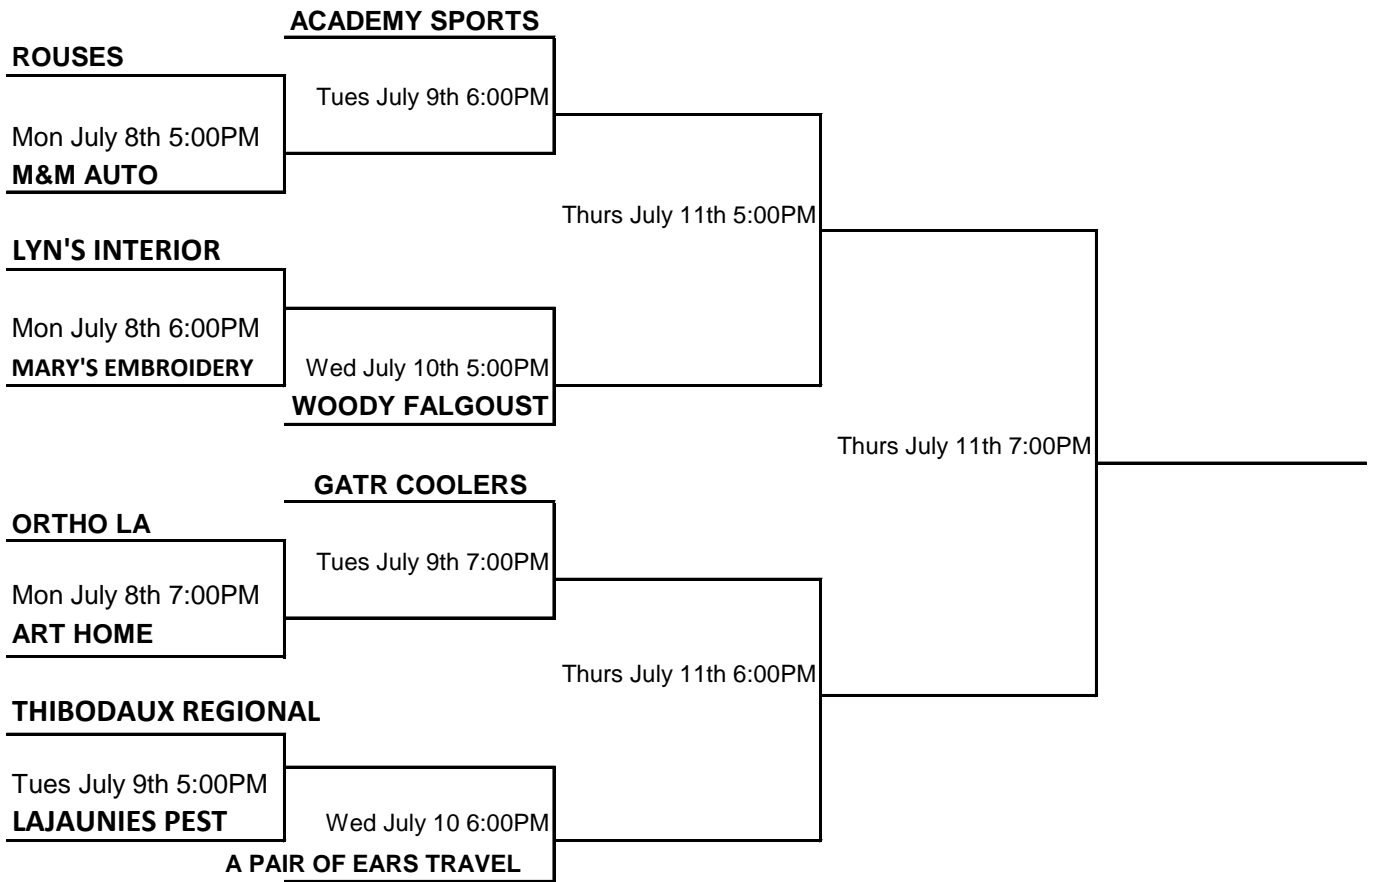 ACADEMY SPORTS
ROUSES
Tues July 9th 6:00PM
Mon July 8th 5:00PM
M&M AUTO
Thurs July 11th 5:00PM
LYN'S INTERIOR
Mon July 8th 6:00PM
MARY'S EMBROIDERY
Wed July 10th 5:00PM
WOODY FALGOUST
Thurs July 11th 7:00PM
GATR COOLERS
ORTHO LA
Tues July 9th 7:00PM
Mon July 8th 7:00PM
ART HOME
Thurs July 11th 6:00PM
THIBODAUX REGIONAL
Tues July 9th 5:00PM
LAJAUNIES PEST
Wed July 10 6:00PM
A PAIR OF EARS TRAVEL